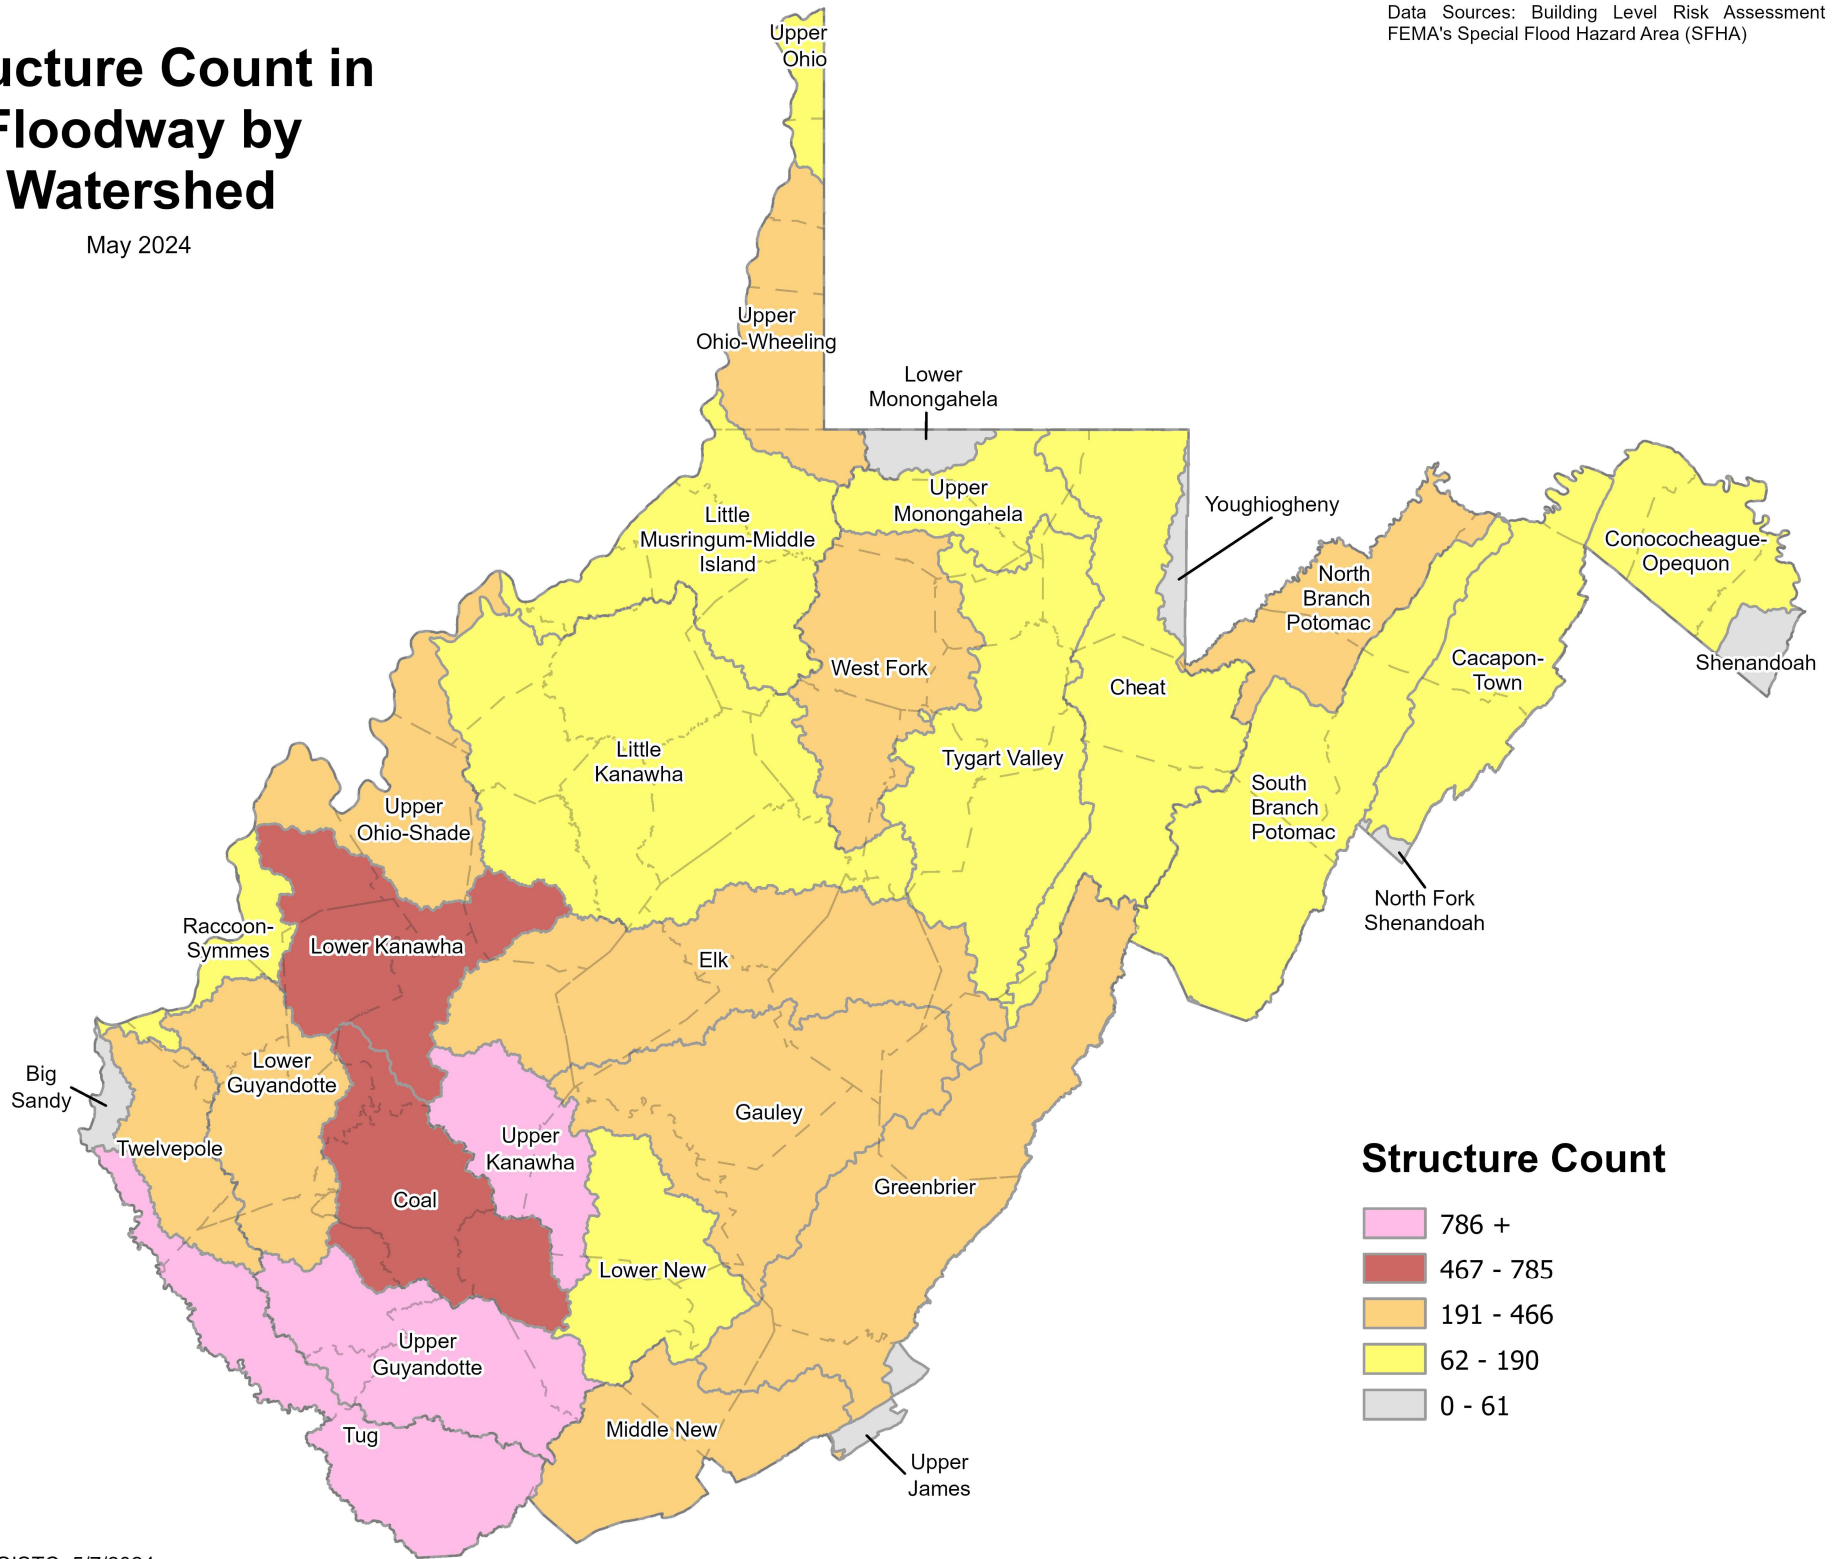 Data Sources: Building Level Risk Assessment
FEMA's Special Flood Hazard Area (SFHA)
ucture Count in
Floodway by
Watershed
May 2024
Upper
Ohio
Upper
Ohio-Wheeling
Lower
Monongahela
Upper
Monongahela
Youghiogheny
Little
Musringum-Middle
Island
North
Branch
Potomac
Conococheague-
Opequon
West Fork
Cheat
Cacapon-
Town
Shenandoah
Little
Kanawha
Tygart Valley
South
Branch
Potomac
Upper
Ohio-Shade
North Fork
Shenandoah
Raccoon-
Symmes
Lower Kanawha
Elk
Big
Sandy
Lower
Guyandotte
Twelvepole
Gauley
Upper
Kanawha
Greenbrier
Coal
Lower New
Upper
Guyandotte
Tug
Middle New
Upper
James
Structure Count
786 +
467 - 785
191 - 466
62 - 190
0 - 61